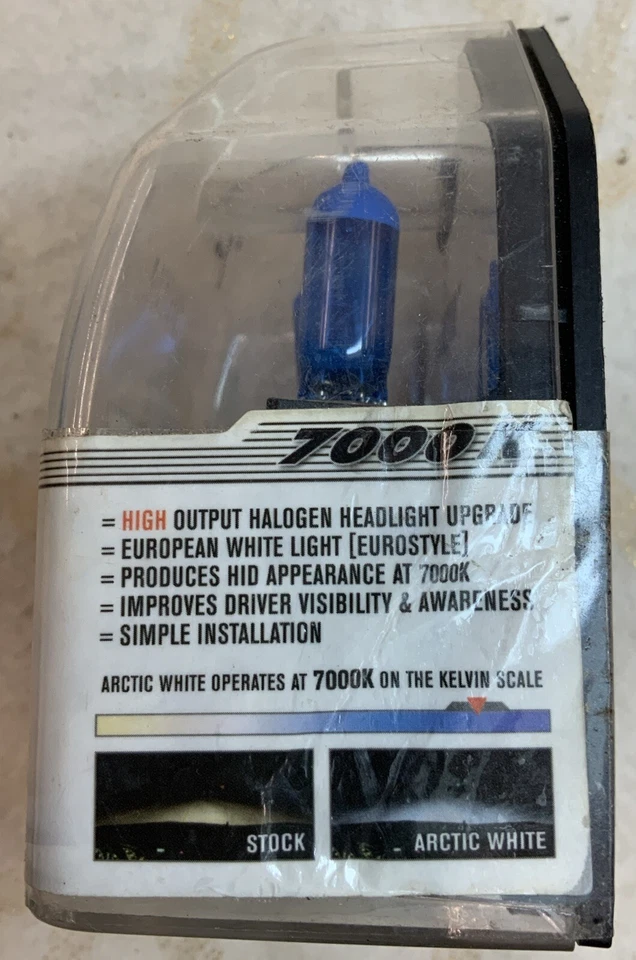 7000K
= HIGH OUTPUT HALOGEN HEADLIGHT UPGRADE
= EUROPEAN WHITE LIGHT [EUROSTYLE]
= PRODUCES HID APPEARANCE AT 7000K
= IMPROVES DRIVER VISIBILITY & AWARENESS
= SIMPLE INSTALLATION
ARCTIC WHITE OPERATES AT 7000K ON THE KELVIN SCALE
STOCK
ARCTIC WHITE